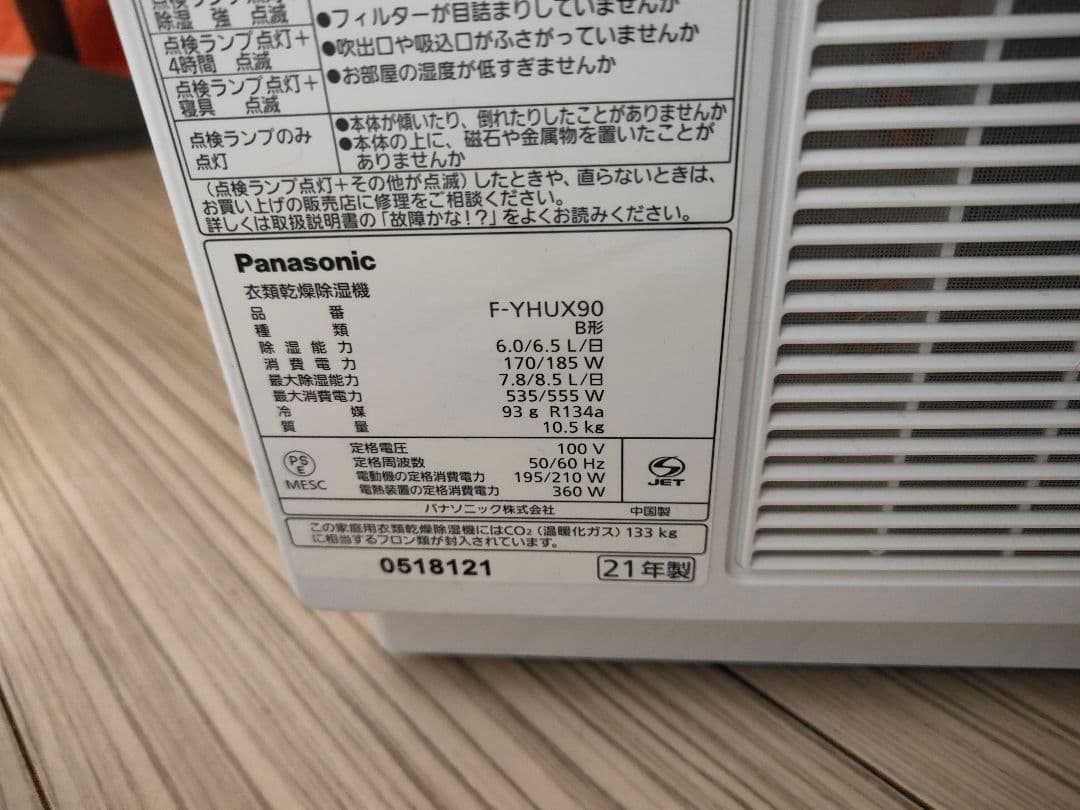 除湿 強 点滅
●フィルターが目詰まりしていませんか
点検ランプ点灯+
4時間 点滅
●吹出口や吸込口がふさがっていませんか
点検ランプ点灯+
寝具 点滅
●お部屋の湿度が低すぎませんか
点検ランプのみ
点灯
●本体が傾いたり、倒れたりしたことがありませんか
●本体の上に、磁石や金属物を置いたことが
ありませんか
(点検ランプ点灯+その他が点滅)したときや、直らないときは、
お買い上げの販売店に修理をご相談ください。
詳しくは取扱説明書の「故障かな!?」をよくお読みください。
Panasonic
衣類乾燥除湿機
品番 F-YHUX90
種類 B形
除湿能力 6.0/6.5 L/日
消費電力 170/185 W
最大除湿能力 7.8/8.5 L/日
最大消費電力 535/555 W
冷媒 93 g R134a
質量 10.5 kg
PS
E
MESC
定格電圧 100 V
定格周波数 50/60 Hz
電動機の定格消費電力 195/210 W
電熱装置の定格消費電力 360 W
JET
パナソニック株式会社 中国製
この家庭用衣類乾燥除湿機にはCO₂(温暖化ガス)133 kg
に相当するフロン類が封入されています。
0518121
21年製